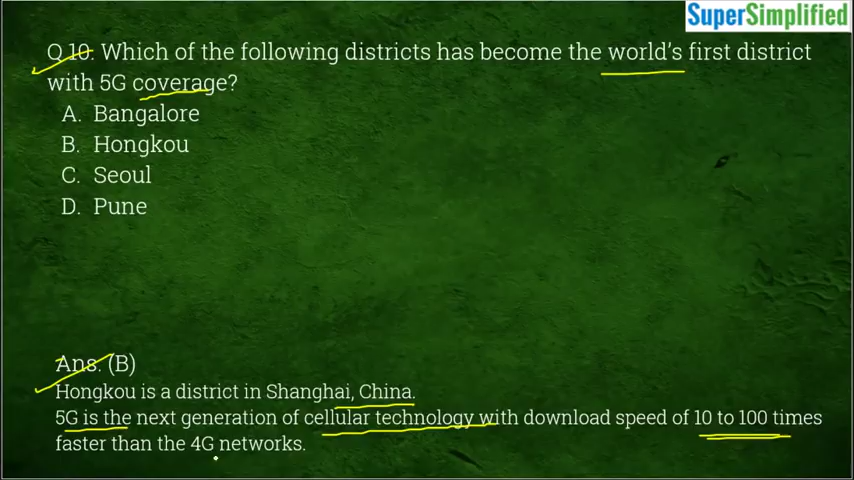 SuperSimplified
Q 10. Which of the following districts has become the world's first district
with 5G coverage?
A. Bangalore
B. Hongkou
C. Seoul
D. Pune
Ans. (B)
Hongkou is a district in Shanghai, China.
5G is the next generation of cellular technology with download speed of 10 to 100 times
faster than the 4G networks.